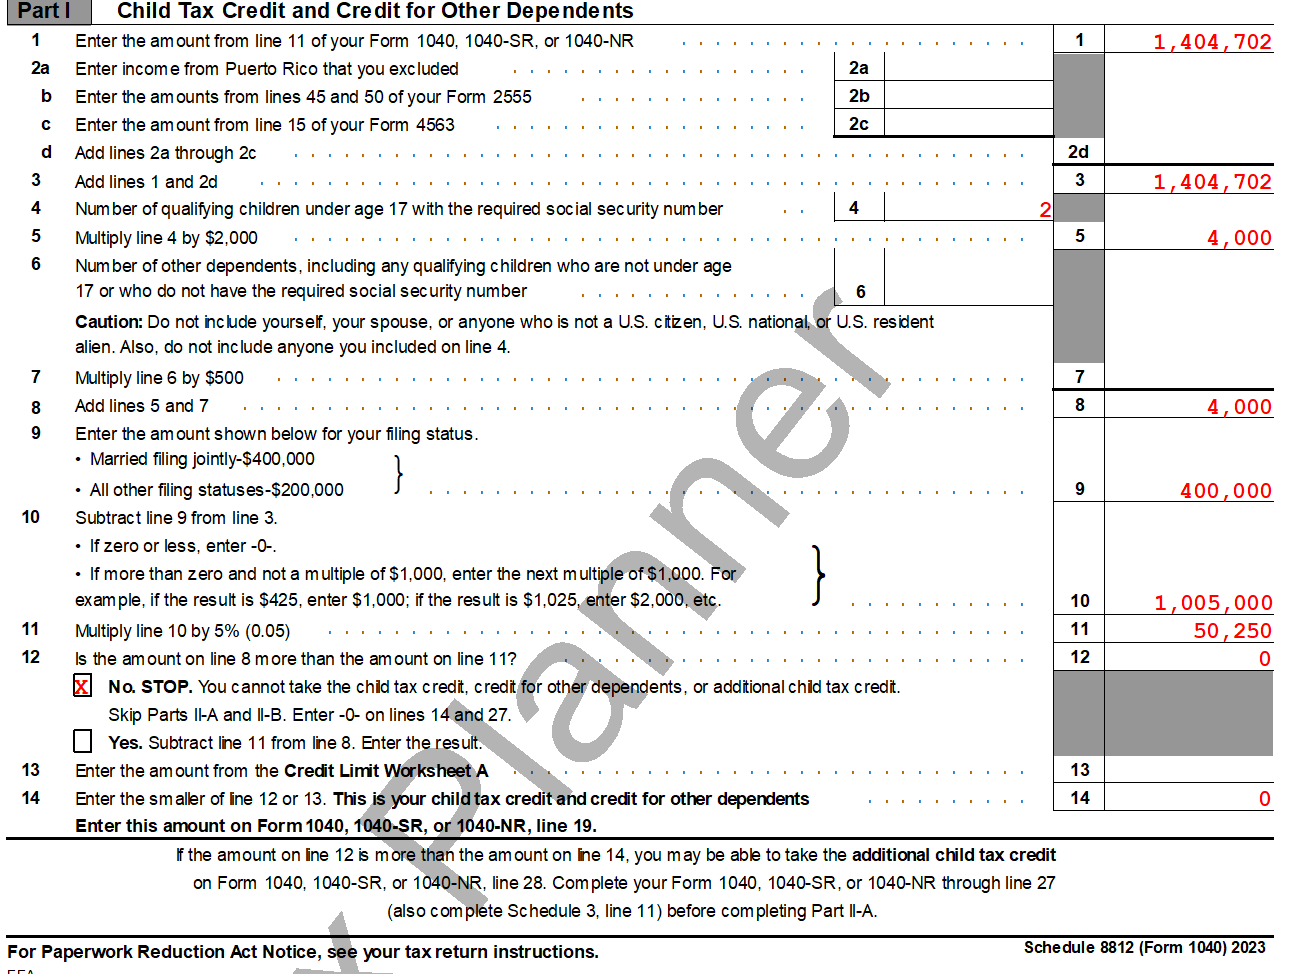 Part I Child Tax Credit and Credit for Other Dependents
1 Enter the amount from line 11 of your Form 1040, 1040-SR, or 1040-NR 1 1,404,702
2a Enter income from Puerto Rico that you excluded 2a
b Enter the amounts from lines 45 and 50 of your Form 2555 2b
c Enter the amount from line 15 of your Form 4563 2c
d Add lines 2a through 2c 2d
3 Add lines 1 and 2d 3 1,404,702
4 Number of qualifying children under age 17 with the required social security number 4 2
5 Multiply line 4 by $2,000 5 4,000
6 Number of other dependents, including any qualifying children who are not under age
17 or who do not have the required social security number 6
Caution: Do not include yourself, your spouse, or anyone who is not a U.S. citizen, U.S. national, or U.S. resident
alien. Also, do not include anyone you included on line 4.
7 Multiply line 6 by $500 7
8 Add lines 5 and 7 8 4,000
9 Enter the amount shown below for your filing status.
• Married filing jointly-$400,000
• All other filing statuses-$200,000 9 400,000
10 Subtract line 9 from line 3.
• If zero or less, enter -0-.
• If more than zero and not a multiple of $1,000, enter the next multiple of $1,000. For
example, if the result is $425, enter $1,000; if the result is $1,025, enter $2,000, etc. 10 1,005,000
11 Multiply line 10 by 5% (0.05) 11 50,250
12 Is the amount on line 8 more than the amount on line 11? 12 0
X No. STOP. You cannot take the child tax credit, credit for other dependents, or additional child tax credit.
Skip Parts II-A and II-B. Enter -0- on lines 14 and 27.
Yes. Subtract line 11 from line 8. Enter the result.
13 Enter the amount from the Credit Limit Worksheet A 13
14 Enter the smaller of line 12 or 13. This is your child tax credit and credit for other dependents 14 0
Enter this amount on Form 1040, 1040-SR, or 1040-NR, line 19.
If the amount on line 12 is more than the amount on line 14, you may be able to take the additional child tax credit
on Form 1040, 1040-SR, or 1040-NR, line 28. Complete your Form 1040, 1040-SR, or 1040-NR through line 27
(also complete Schedule 3, line 11) before completing Part II-A.
For Paperwork Reduction Act Notice, see your tax return instructions. Schedule 8812 (Form 1040) 2023
x Planner